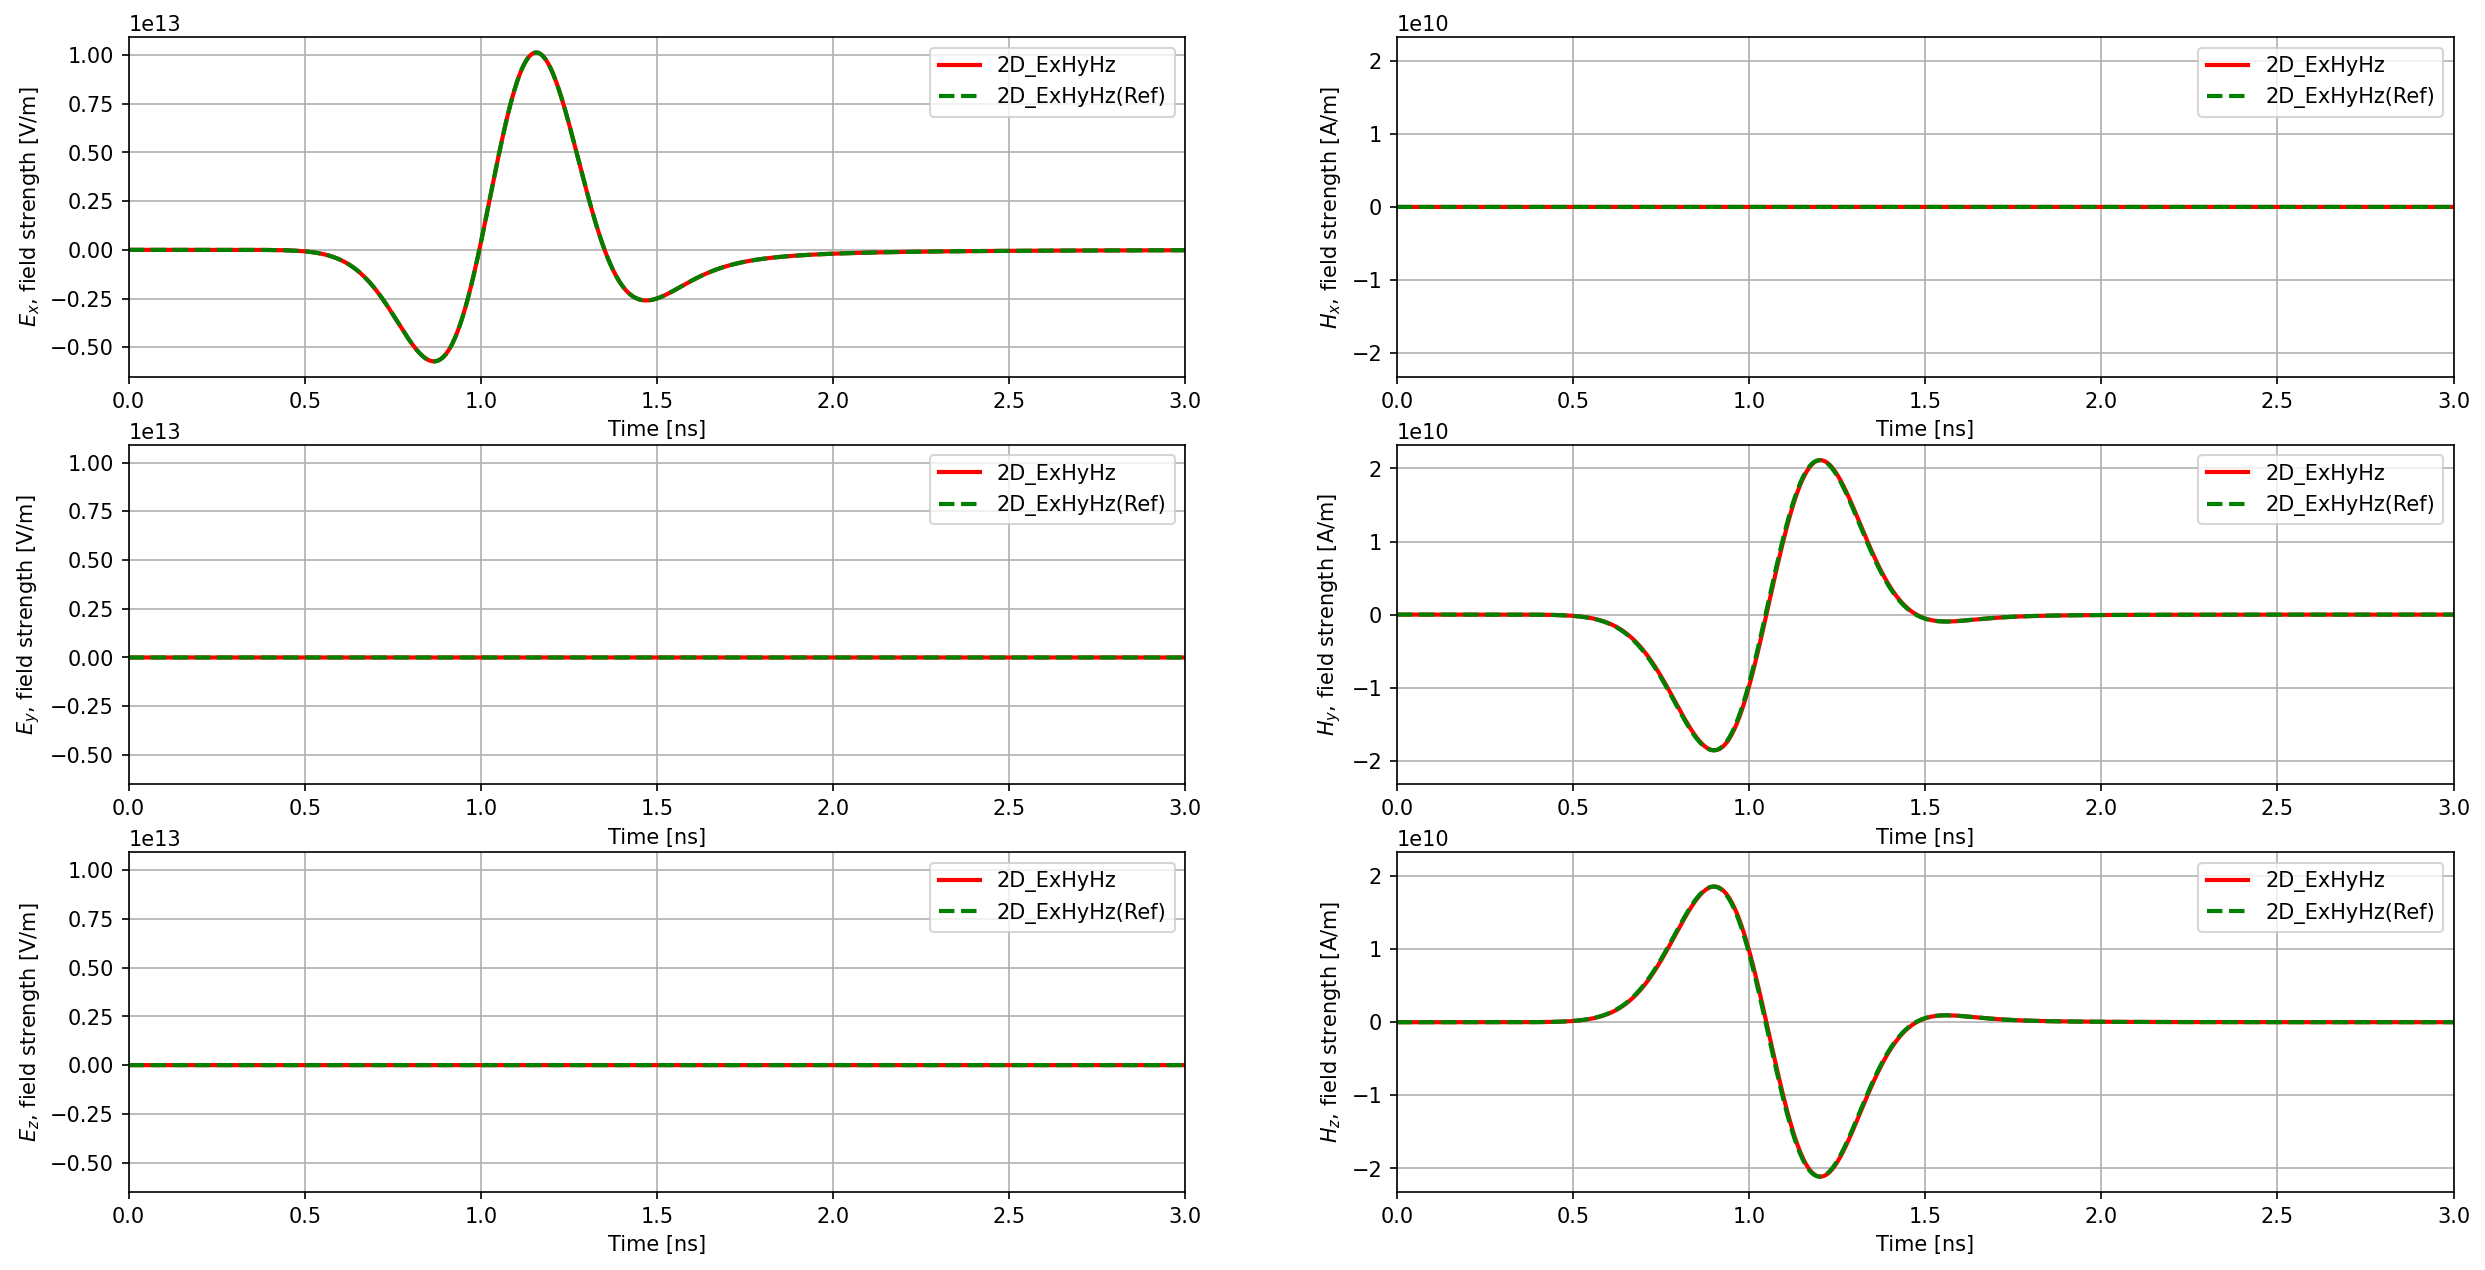 1e13
1.00
0.75
0.50
0.25
0.00
−0.25
−0.50
Ex, field strength [V/m]
2D_ExHyHz
2D_ExHyHz(Ref)
0.0 0.5 1.0 1.5 2.0 2.5 3.0
Time [ns]
1e10
2
1
0
−1
−2
Hx, field strength [A/m]
2D_ExHyHz
2D_ExHyHz(Ref)
0.0 0.5 1.0 1.5 2.0 2.5 3.0
Time [ns]
1e13
1.00
0.75
0.50
0.25
0.00
−0.25
−0.50
Ey, field strength [V/m]
2D_ExHyHz
2D_ExHyHz(Ref)
0.0 0.5 1.0 1.5 2.0 2.5 3.0
Time [ns]
1e10
2
1
0
−1
−2
Hy, field strength [A/m]
2D_ExHyHz
2D_ExHyHz(Ref)
0.0 0.5 1.0 1.5 2.0 2.5 3.0
Time [ns]
1e13
1.00
0.75
0.50
0.25
0.00
−0.25
−0.50
Ez, field strength [V/m]
2D_ExHyHz
2D_ExHyHz(Ref)
0.0 0.5 1.0 1.5 2.0 2.5 3.0
Time [ns]
1e10
2
1
0
−1
−2
Hz, field strength [A/m]
2D_ExHyHz
2D_ExHyHz(Ref)
0.0 0.5 1.0 1.5 2.0 2.5 3.0
Time [ns]